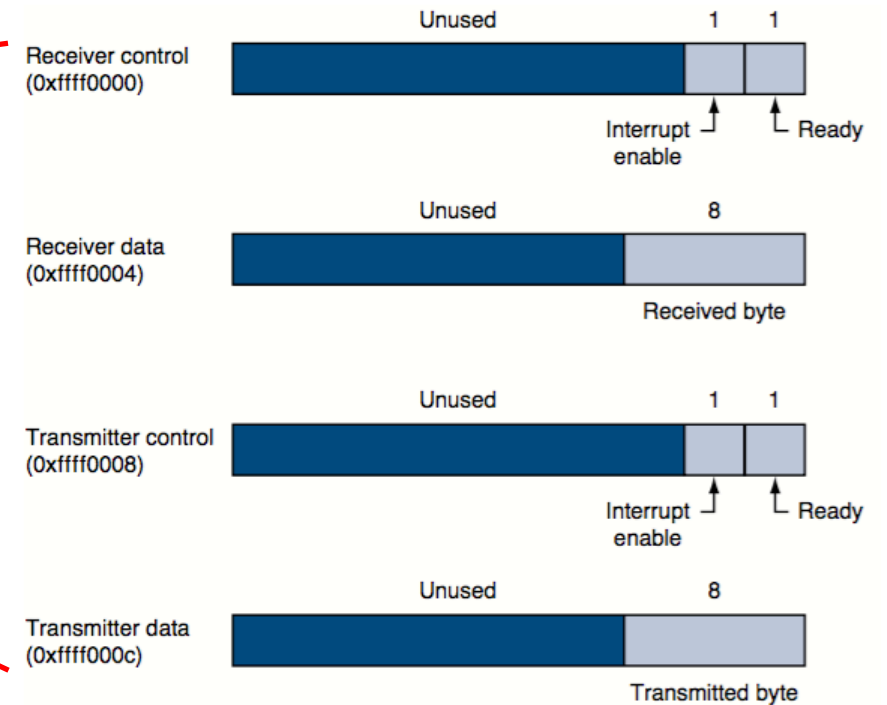 Unused 1 1
Receiver control
(0xffff0000)
Interrupt
enable
Ready
Unused 8
Receiver data
(0xffff0004)
Received byte
Unused 1 1
Transmitter control
(0xffff0008)
Interrupt
enable
Ready
Unused 8
Transmitter data
(0xffff000c)
Transmitted byte